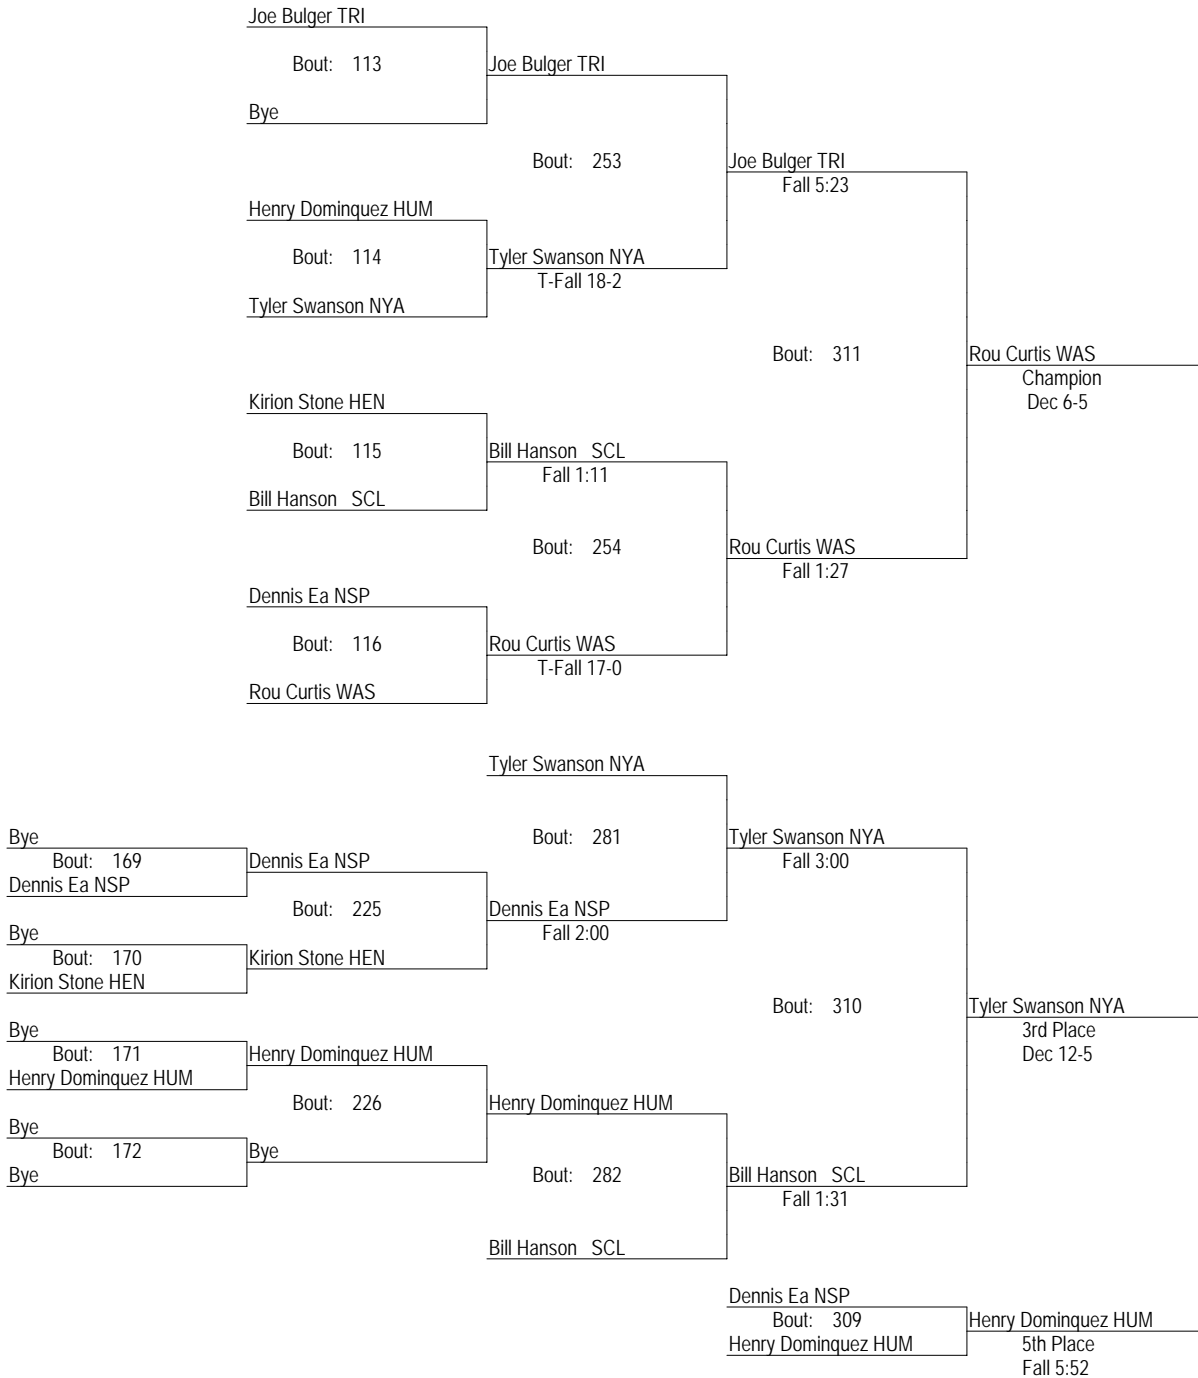 Joe Bulger TRI
Bout: 113
Joe Bulger TRI
Bye
Bout: 253
Joe Bulger TRI
Fall 5:23
Henry Dominquez HUM
Bout: 114
Tyler Swanson NYA
T-Fall 18-2
Tyler Swanson NYA
Bout: 311
Rou Curtis WAS
Champion
Dec 6-5
Kirion Stone HEN
Bout: 115
Bill Hanson SCL
Fall 1:11
Bill Hanson SCL
Bout: 254
Rou Curtis WAS
Fall 1:27
Dennis Ea NSP
Bout: 116
Rou Curtis WAS
T-Fall 17-0
Rou Curtis WAS
Tyler Swanson NYA
Bye
Bout: 281
Tyler Swanson NYA
Bout: 169
Dennis Ea NSP
Fall 3:00
Dennis Ea NSP
Bout: 225
Dennis Ea NSP
Bye
Fall 2:00
Bout: 170
Kirion Stone HEN
Kirion Stone HEN
Bout: 310
Tyler Swanson NYA
Bye
3rd Place
Bout: 171
Henry Dominquez HUM
Dec 12-5
Henry Dominquez HUM
Bout: 226
Henry Dominquez HUM
Bye
Bout: 172
Bye
Bye
Bout: 282
Bill Hanson SCL
Fall 1:31
Bill Hanson SCL
Dennis Ea NSP
Bout: 309
Henry Dominquez HUM
Henry Dominquez HUM
5th Place
Fall 5:52